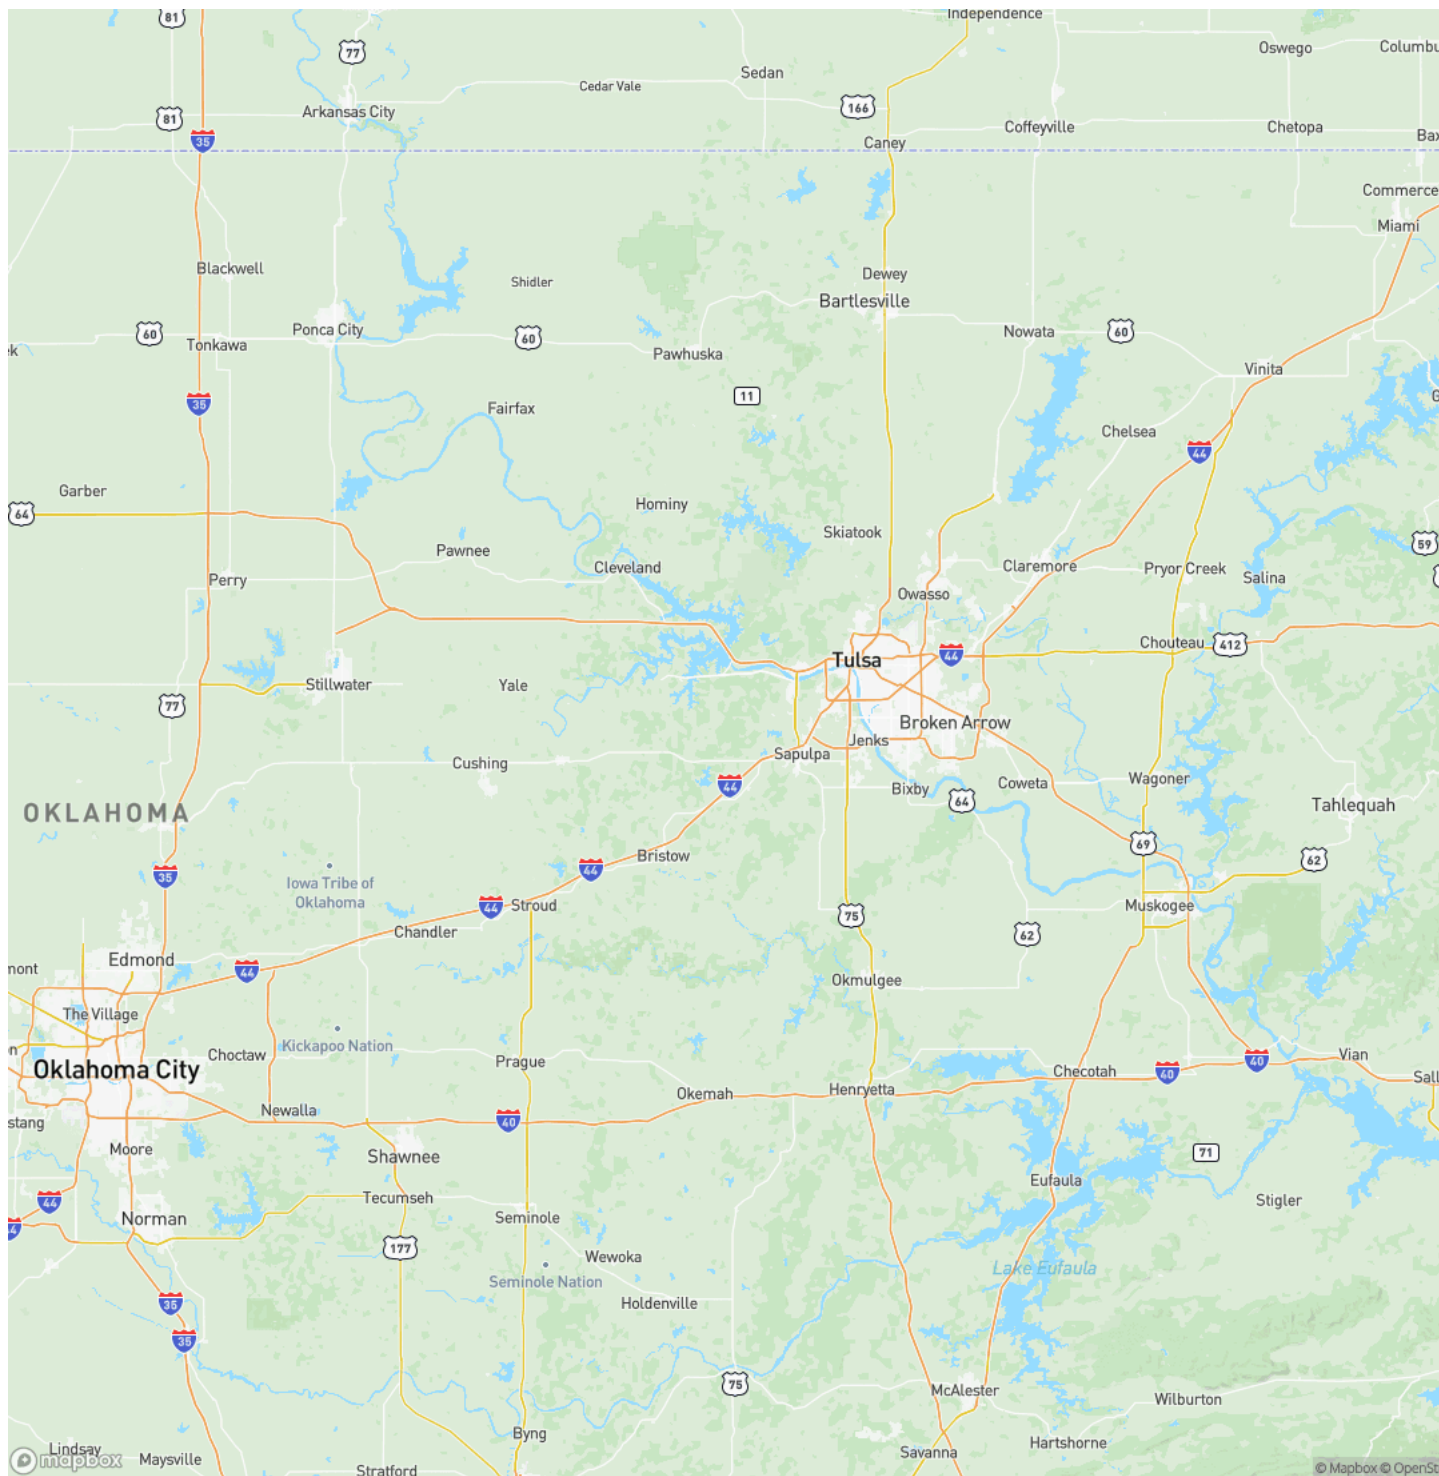 81
77
Independence
Oswego
Sedan
Cedar Vale
Arkansas City
166
81
Coffeyville
Chetopa
35
Caney
Commerce
Miami
Blackwell
Dewey
Shidler
Bartlesville
60
Ponca City
60
Nowata
60
Tonkawa
Pawhuska
Vinita
35
11
Fairfax
Chelsea
44
Garber
Hominy
64
Skiatook
59
Pawnee
Cleveland
Claremore
Pryor Creek
Perry
Salina
Owasso
Chouteau
412
Tulsa
44
Stillwater
Yale
77
Broken Arrow
Jenks
Sapulpa
Cushing
44
Coweta
Wagoner
Bixby
64
Tahlequah
OKLAHOMA
69
Bristow
62
44
35
Iowa Tribe of
Oklahoma
44
Stroud
Muskogee
75
Chandler
62
Edmond
mont
44
Okmulgee
The Village
Kickapoo Nation
Choctaw
Vian
Prague
40
Oklahoma City
Checotah
40
Sall
Henryetta
Okemah
Newalla
40
stang
Moore
71
Shawnee
Eufaula
Tecumseh
44
Stigler
Norman
Seminole
177
Wewoka
Lake Eufaula
Seminole Nation
35
Holdenville
35
75
McAlester
Wilburton
Byng
Hartshorne
Lindsay
Savanna
mapbox
Maysville
Stratford
© Mapbox © OpenSt